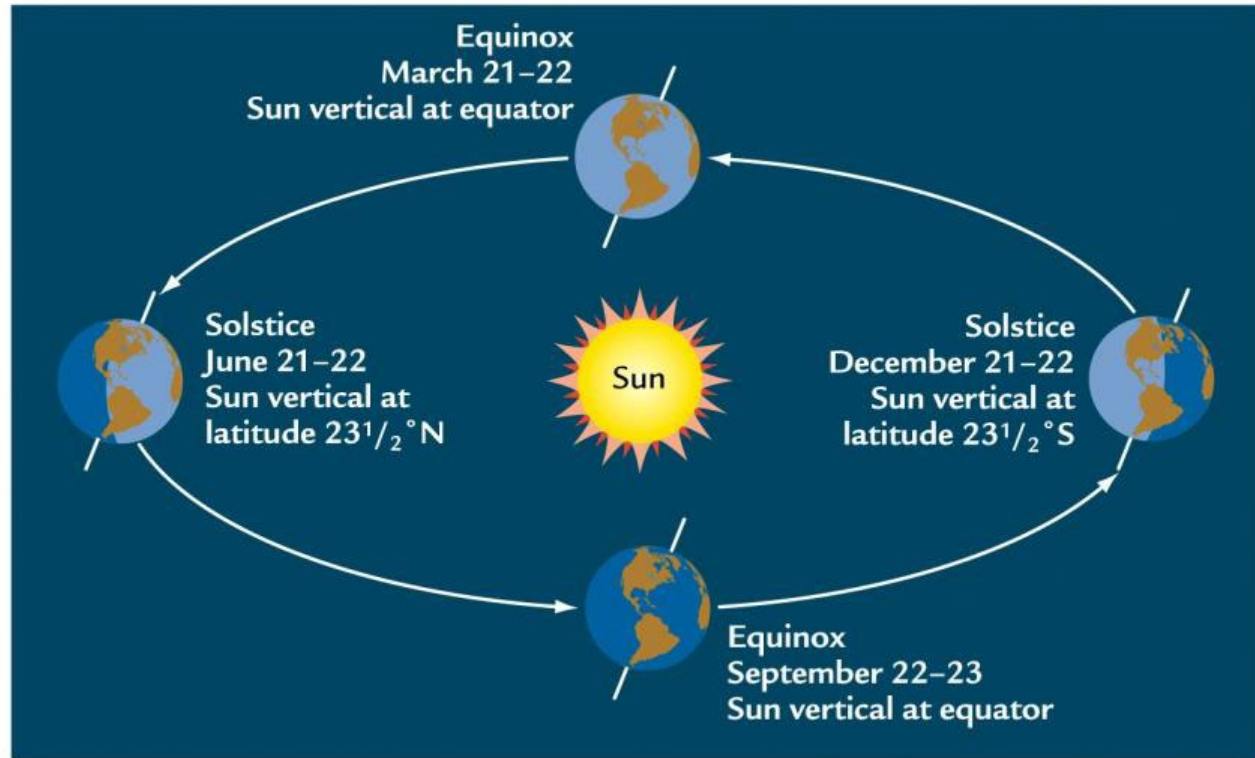 Equinox
March 21–22
Sun vertical at equator
Solstice
June 21–22
Sun vertical at
latitude 23¹/₂°N
Sun
Solstice
December 21–22
Sun vertical at
latitude 23¹/₂°S
Equinox
September 22–23
Sun vertical at equator